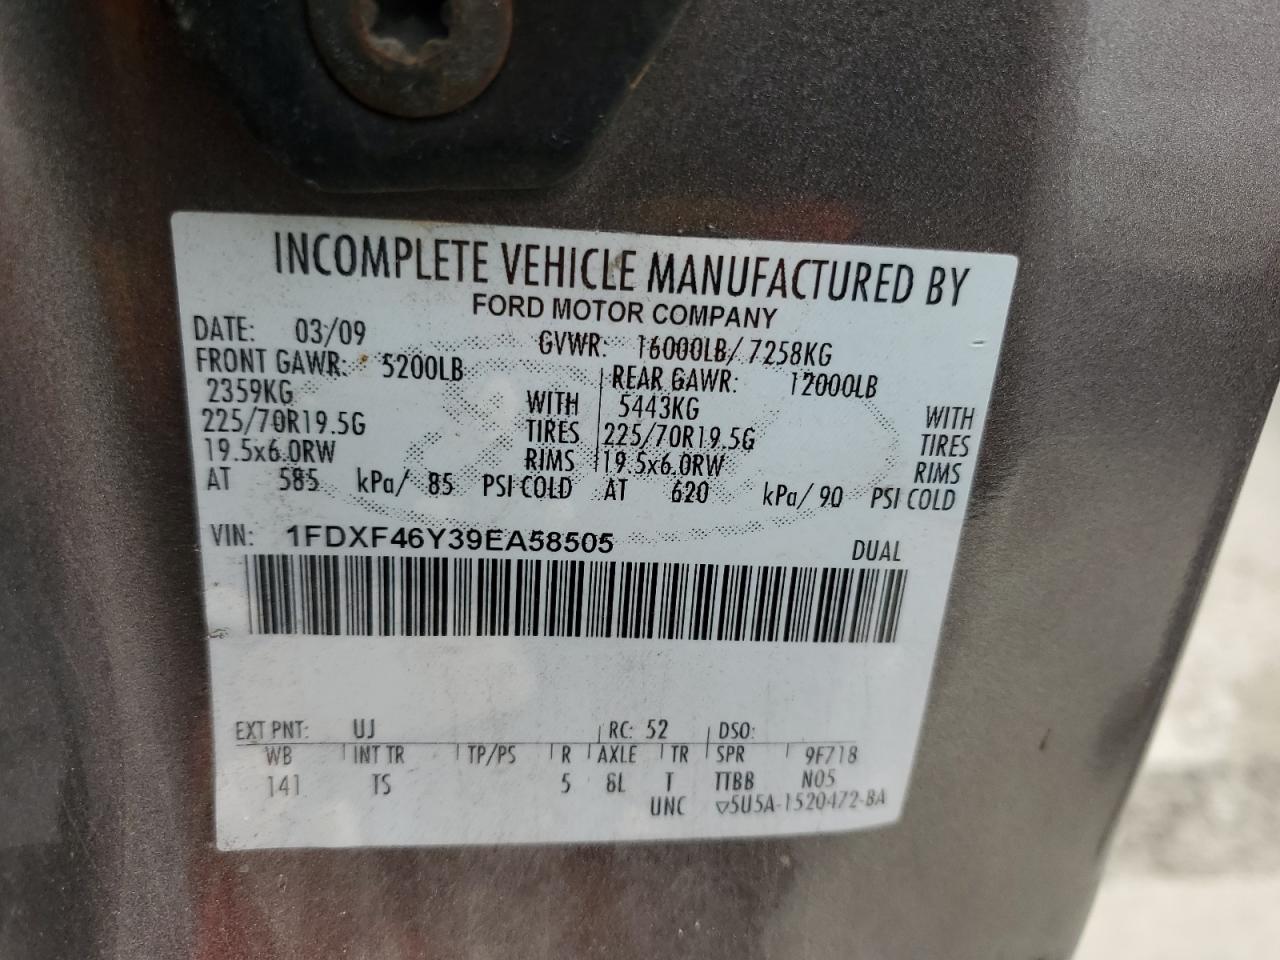 INCOMPLETE VEHICLE MANUFACTURED BY
FORD MOTOR COMPANY
DATE: 03/09 GVWR: 16000LB/ 7258KG
FRONT GAWR: 5200LB REAR GAWR: 12000LB
2359KG WITH 5443KG WITH
225/70R19.5G TIRES 225/70R19.5G TIRES
19.5x6.0RW RIMS 19.5x6.0RW RIMS
AT 585 kPa/ 85 PSI COLD AT 620 kPa/ 90 PSI COLD
VIN: 1FDXF46Y39EA58505 DUAL
EXT PNT: UJ RC: 52 DSO:
WB INT TR TP/PS R AXLE TR SPR 9F718
141 TS 5 8L T TTBB N05
UNC ▽5U5A-1520472-BA